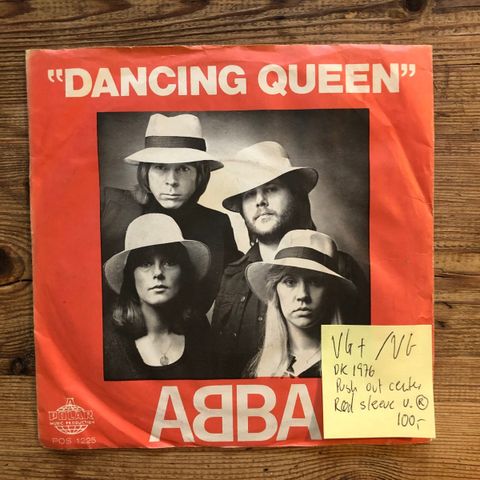 "DANCING QUEEN"
VG+ /VG
DK 1976
Push out center
Red sleeve u. ®
100,-
ABBA
A
POLAR
MUSIC PRODUCTION
POS 1225